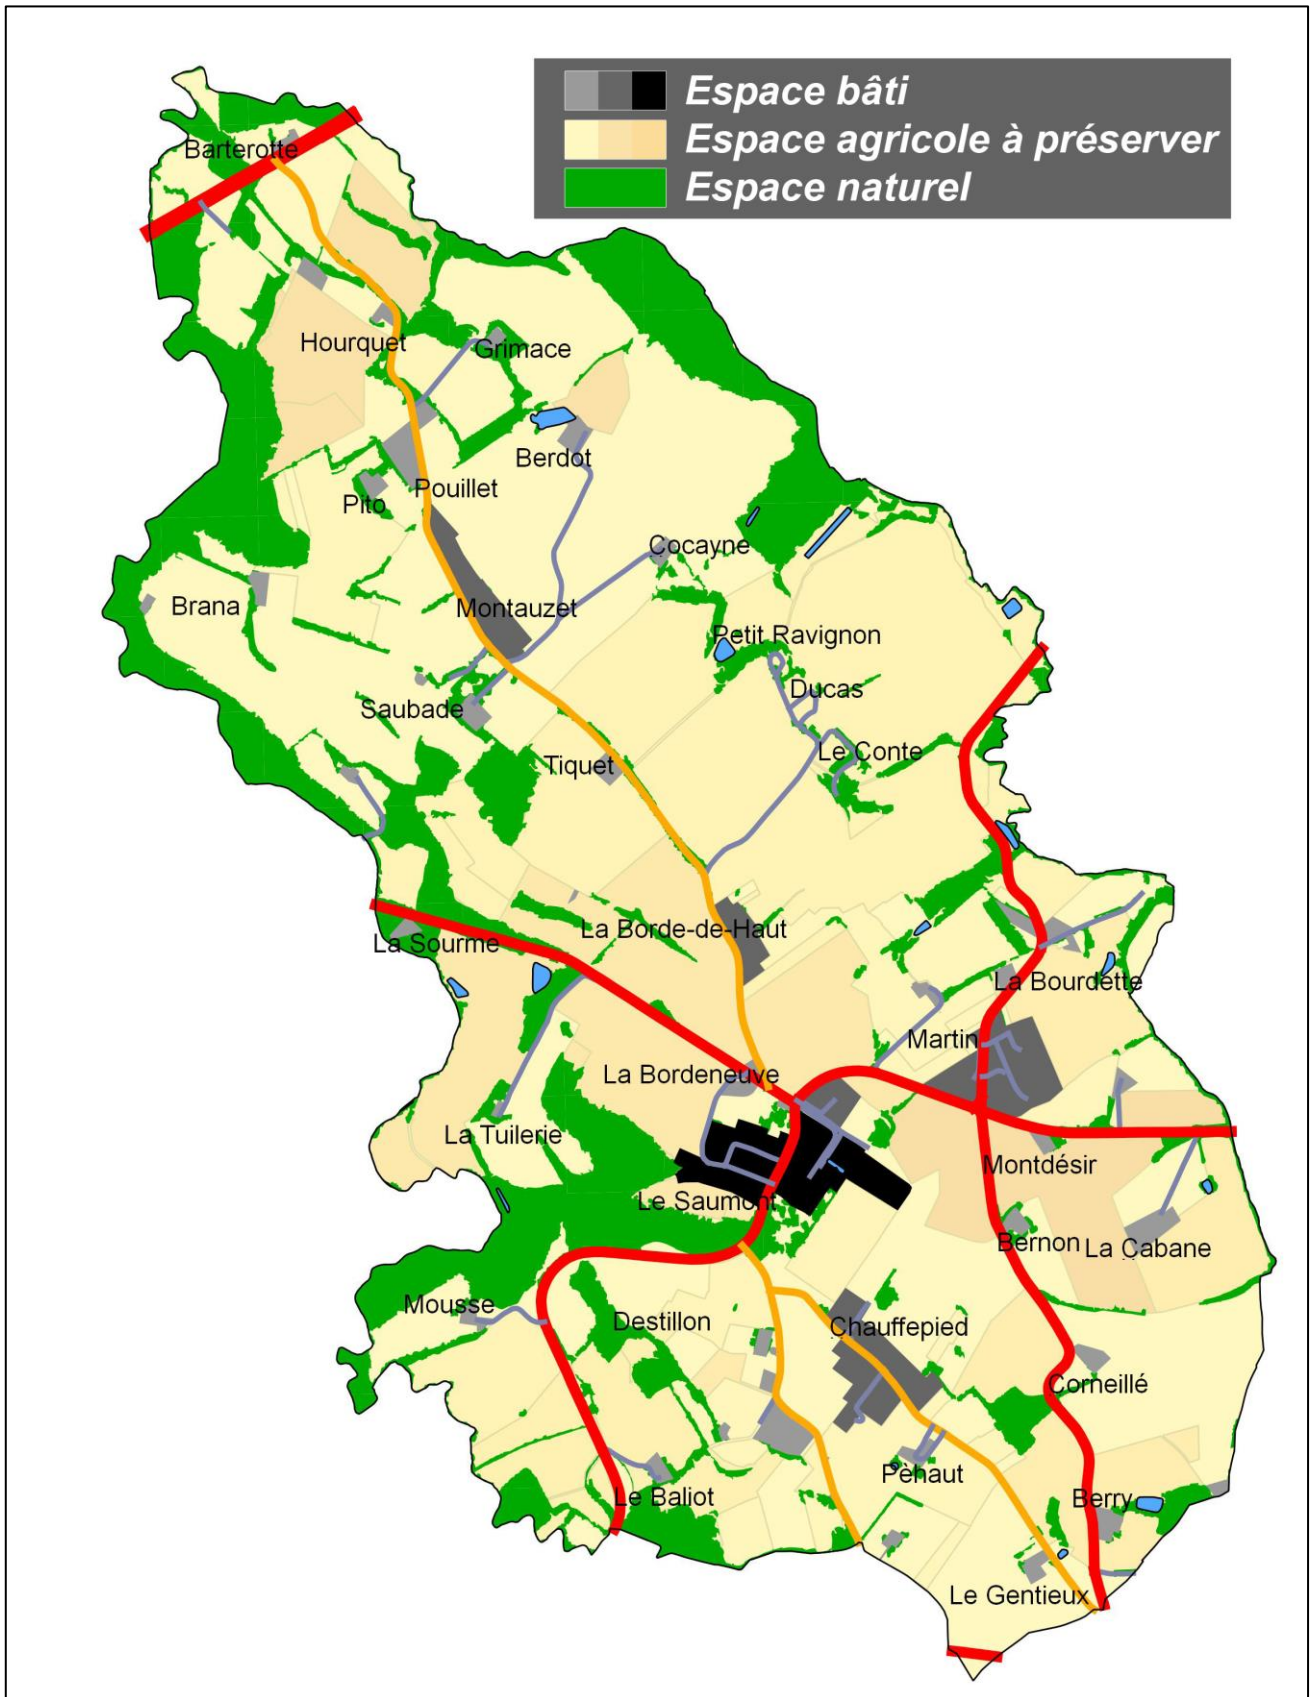 Espace bâti
Espace agricole à préserver
Espace naturel
Barterotte
Hourquet
Grimace
Berdot
Pouillet
Pito
Cocayne
Brana
Montauzet
Petit Ravignon
Ducas
Saubade
Le Conte
Tiquet
La Borde-de-Haut
La Sourme
La Bourdette
Martin
La Bordeneuve
La Tuilerie
Montdésir
Le Saumont
Bernon
La Cabane
Mousse
Destillon
Chauffepied
Corneillé
Pèhaut
Le Baliot
Berry
Le Gentieux